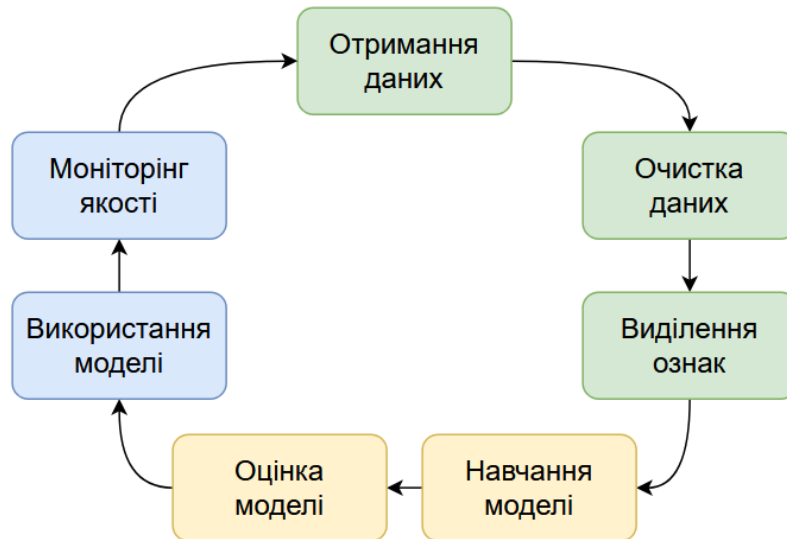 Отримання
даних
Очистка
даних
Виділення
ознак
Навчання
моделі
Оцінка
моделі
Використання
моделі
Моніторінг
якості